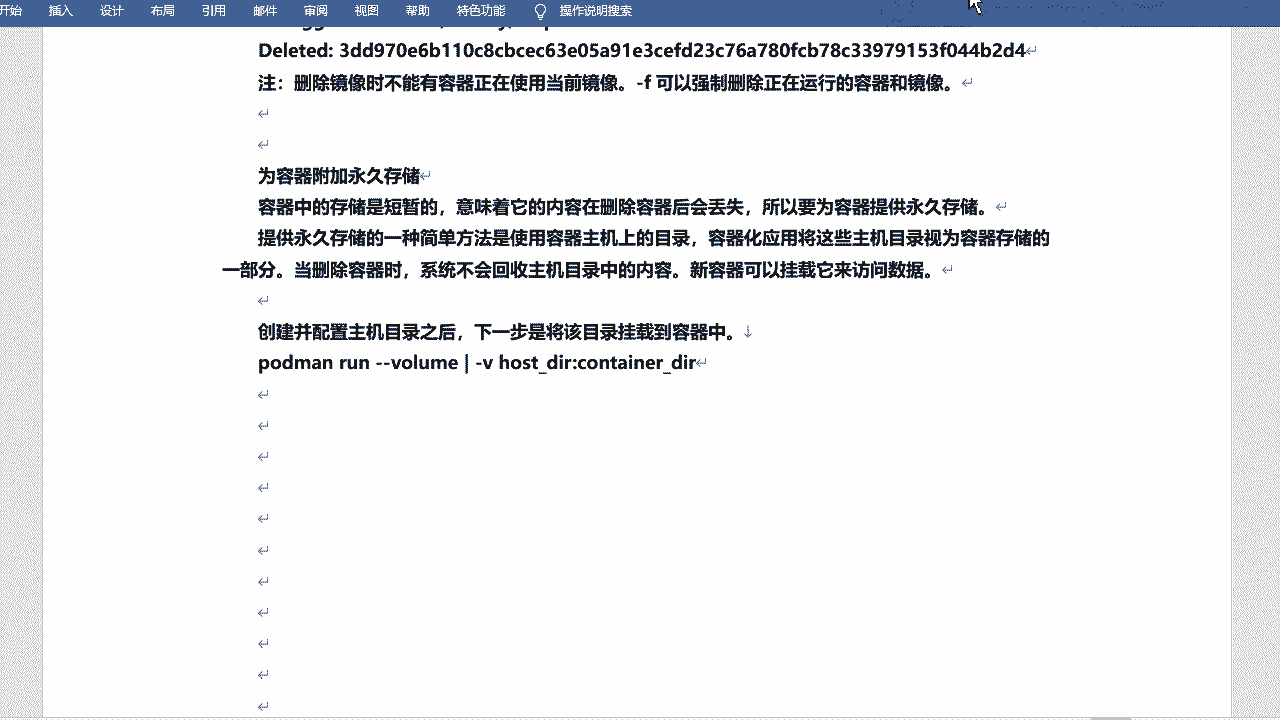 开始 插入 设计 布局 引用 邮件 审阅 视图 帮助 特色功能 操作说明搜索
Deleted: 3dd970e6b110c8cbcec63e05a91e3cefd23c76a780fcb78c33979153f044b2d4
注：删除镜像时不能有容器正在使用当前镜像。-f 可以强制删除正在运行的容器和镜像。
为容器附加永久存储
容器中的存储是短暂的，意味着它的内容在删除容器后会丢失，所以要为容器提供永久存储。
提供永久存储的一种简单方法是使用容器主机上的目录，容器化应用将这些主机目录视为容器存储的
一部分。当删除容器时，系统不会回收主机目录中的内容。新容器可以挂载它来访问数据。
创建并配置主机目录之后，下一步是将该目录挂载到容器中。
podman run --volume | -v host_dir:container_dir